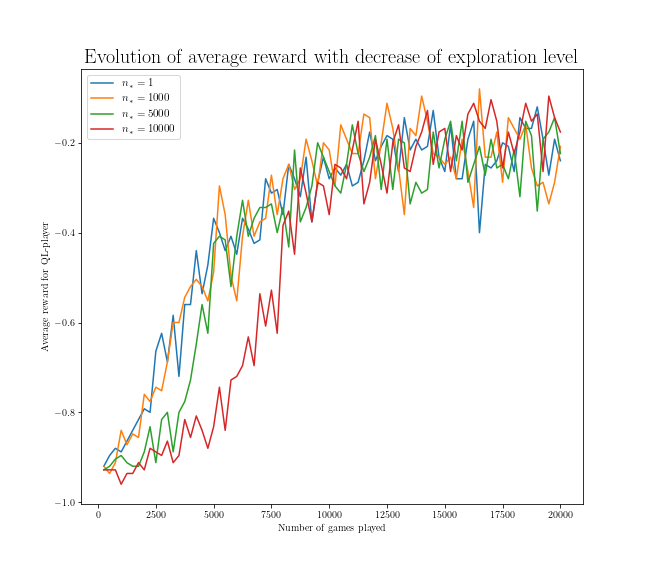 Evolution of average reward with decrease of exploration level
n⋆ = 1
n⋆ = 1000
n⋆ = 5000
n⋆ = 10000
−0.2
−0.4
−0.6
−0.8
−1.0
Average reward for QL-player
0 2500 5000 7500 10000 12500 15000 17500 20000
Number of games played